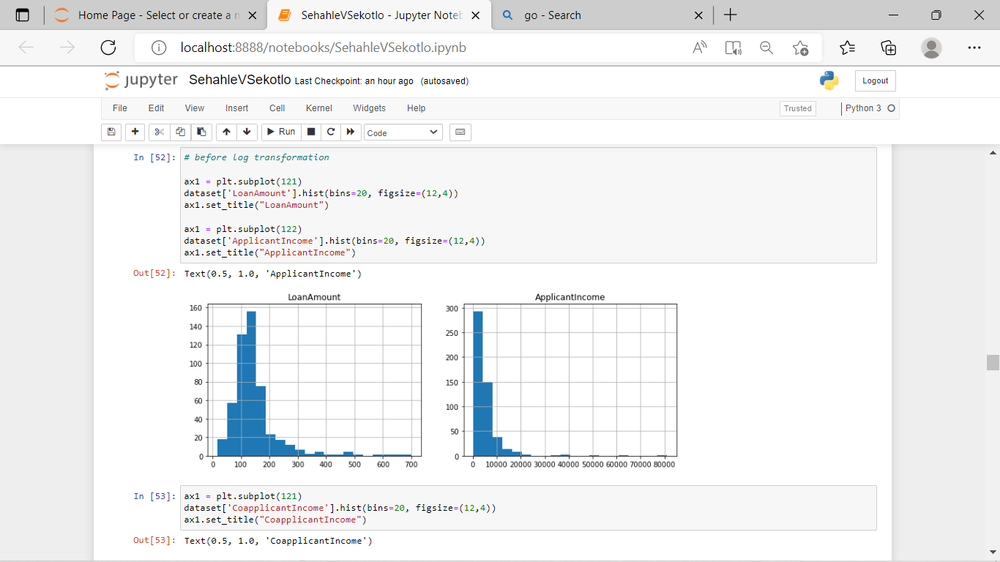 Home Page - Select or create a n
SehahleVSekotlo - Jupyter Noteb
go - Search
localhost:8888/notebooks/SehahleVSekotlo.ipynb
jupyter SehahleVSekotlo Last Checkpoint: an hour ago (autosaved)
Logout
File Edit View Insert Cell Kernel Widgets Help
Trusted
Python 3
Run
Code
In [52]: # before log transformation
ax1 = plt.subplot(121)
dataset['LoanAmount'].hist(bins=20, figsize=(12,4))
ax1.set_title("LoanAmount")
ax1 = plt.subplot(122)
dataset['ApplicantIncome'].hist(bins=20, figsize=(12,4))
ax1.set_title("ApplicantIncome")
Out[52]: Text(0.5, 1.0, 'ApplicantIncome')
LoanAmount
160
140
120
100
80
60
40
20
0
0 100 200 300 400 500 600 700
ApplicantIncome
300
250
200
150
100
50
0
0 10000 20000 30000 40000 50000 60000 70000 80000
In [53]: ax1 = plt.subplot(121)
dataset['CoapplicantIncome'].hist(bins=20, figsize=(12,4))
ax1.set_title("CoapplicantIncome")
Out[53]: Text(0.5, 1.0, 'CoapplicantIncome')